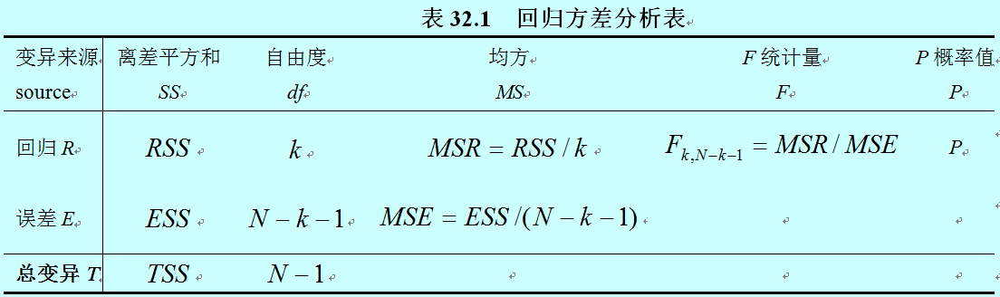 表 32.1 回归方差分析表
变异来源 离差平方和 自由度 均方 F 统计量 P 概率值
source SS df MS F P
回归 R RSS k MSR = RSS / k F_{k,N−k−1} = MSR / MSE P
误差 E ESS N − k − 1 MSE = ESS /(N − k − 1)
总变异 T TSS N − 1